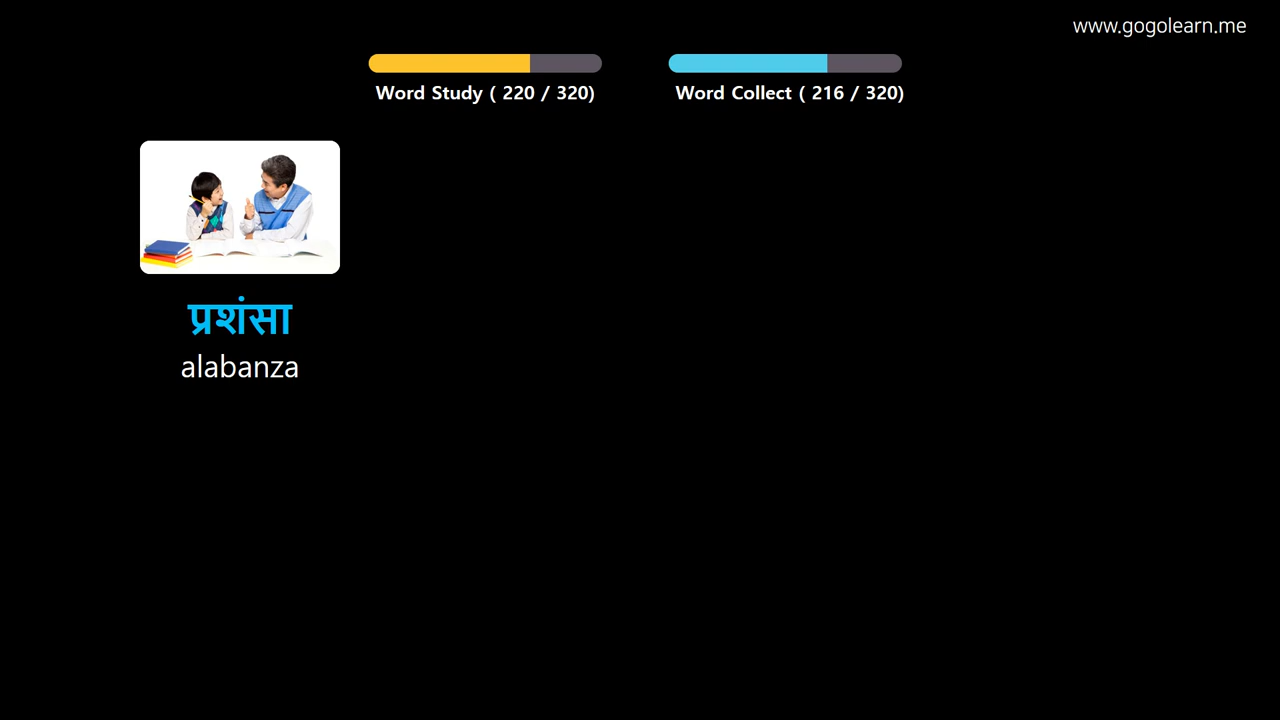 www.gogolearn.me
Word Study ( 220 / 320)
Word Collect ( 216 / 320)
प्रशंसा
alabanza